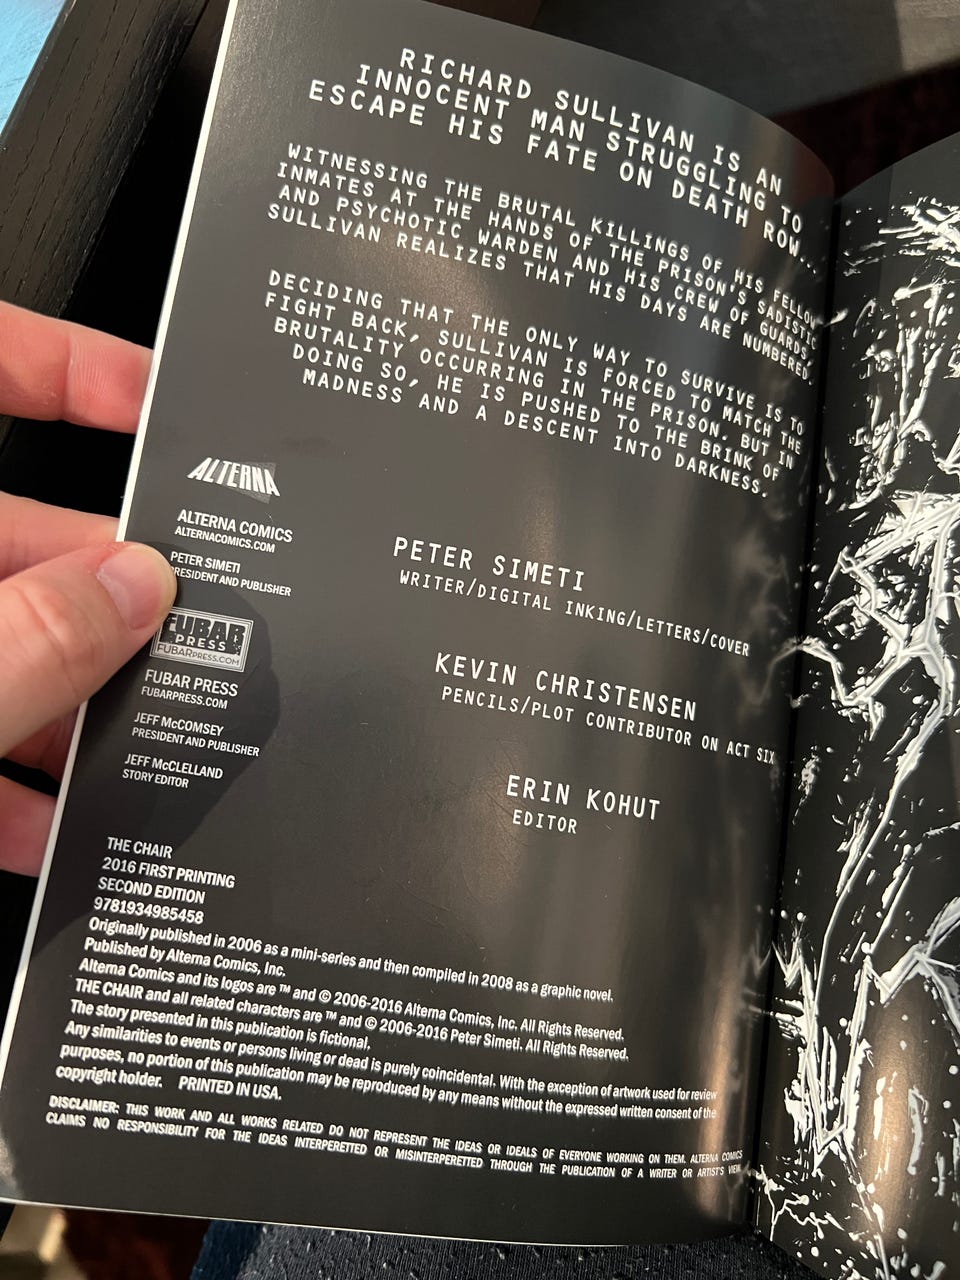 RICHARD SULLIVAN IS AN
INNOCENT MAN STRUGGLING TO
ESCAPE HIS FATE ON DEATH ROW...
WITNESSING THE BRUTAL KILLINGS OF HIS FELLOW
INMATES AT THE HANDS OF THE PRISON'S SADISTIC
AND PSYCHOTIC WARDEN AND HIS CREW OF GUARDS,
SULLIVAN REALIZES THAT HIS DAYS ARE NUMBERED.
DECIDING THAT THE ONLY WAY TO SURVIVE IS TO
FIGHT BACK, SULLIVAN IS FORCED TO MATCH THE
BRUTALITY OCCURRING IN THE PRISON. BUT IN
DOING SO, HE IS PUSHED TO THE BRINK OF
MADNESS AND A DESCENT INTO DARKNESS.
ALTERNA
ALTERNA COMICS
ALTERNACOMICS.COM
PETER SIMETI
PRESIDENT AND PUBLISHER
FUBAR
PRESS
FUBARPRESS.COM
FUBAR PRESS
FUBARPRESS.COM
JEFF McCOMSEY
PRESIDENT AND PUBLISHER
JEFF McCLELLAND
STORY EDITOR
PETER SIMETI
WRITER/DIGITAL INKING/LETTERS/COVER
KEVIN CHRISTENSEN
PENCILS/PLOT CONTRIBUTOR ON ACT SIX
ERIN KOHUT
EDITOR
THE CHAIR
2016 FIRST PRINTING
SECOND EDITION
9781934985458
Originally published in 2006 as a mini-series and then compiled in 2008 as a graphic novel.
Published by Alterna Comics, Inc.
Alterna Comics and its logos are ™ and © 2006-2016 Alterna Comics, Inc. All Rights Reserved.
THE CHAIR and all related characters are ™ and © 2006-2016 Peter Simeti. All Rights Reserved.
The story presented in this publication is fictional.
Any similarities to events or persons living or dead is purely coincidental. With the exception of artwork used for review
purposes, no portion of this publication may be reproduced by any means without the expressed written consent of the
copyright holder. PRINTED IN USA.
DISCLAIMER: THIS WORK AND ALL WORKS RELATED DO NOT REPRESENT THE IDEAS OR IDEALS OF EVERYONE WORKING ON THEM. ALTERNA COMICS
CLAIMS NO RESPONSIBILITY FOR THE IDEAS INTERPERETTED OR MISINTERPERETTED THROUGH THE PUBLICATION OF A WRITER OR ARTIST'S VIEW.